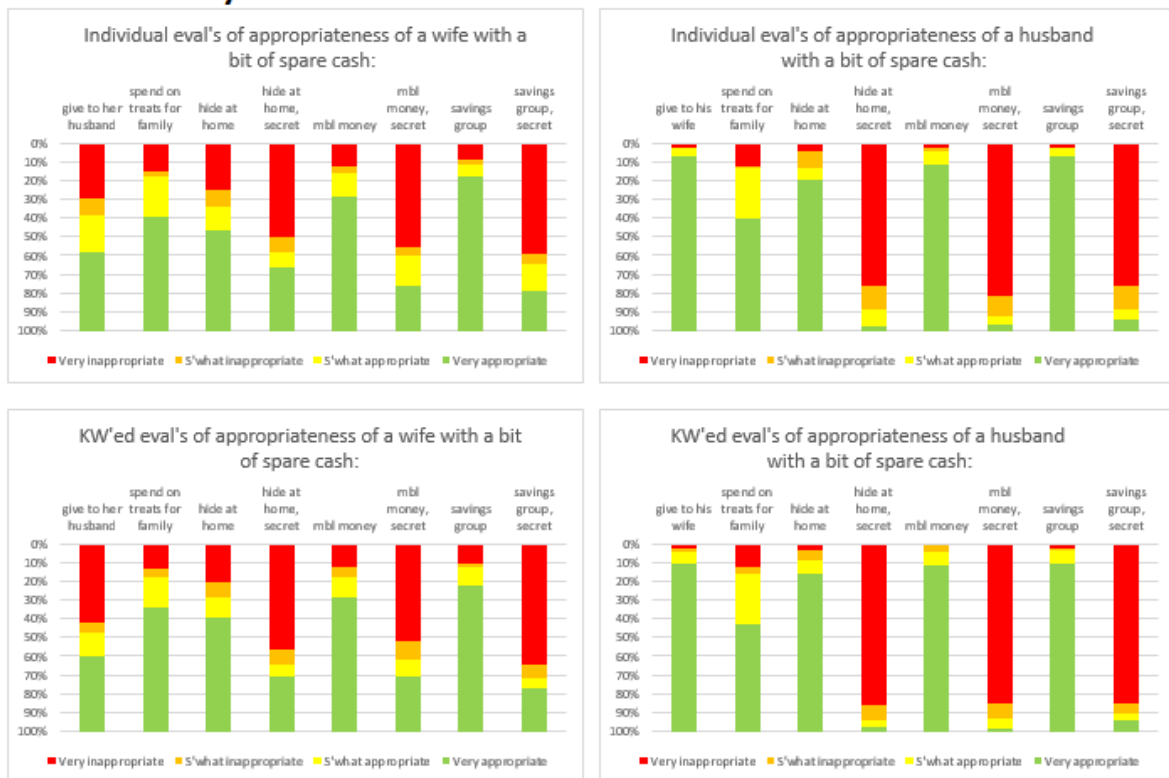 Individual eval's of appropriateness of a wife with a
bit of spare cash:
give to her
husband
spend on
treats for
family
hide at
home
hide at
home,
secret
mbl money
mbl
money,
secret
savings
group
savings
group,
secret
0%
10%
20%
30%
40%
50%
60%
70%
80%
90%
100%
Very inappropriate S'what inappropriate S'what appropriate Very appropriate
Individual eval's of appropriateness of a husband
with a bit of spare cash:
give to his
wife
spend on
treats for
family
hide at
home
hide at
home,
secret
mbl money
mbl
money,
secret
savings
group
savings
group,
secret
0%
10%
20%
30%
40%
50%
60%
70%
80%
90%
100%
Very inappropriate S'what inappropriate S'what appropriate Very appropriate
KW'ed eval's of appropriateness of a wife with a bit
of spare cash:
give to her
husband
spend on
treats for
family
hide at
home
hide at
home,
secret
mbl money
mbl
money,
secret
savings
group
savings
group,
secret
0%
10%
20%
30%
40%
50%
60%
70%
80%
90%
100%
Very inappropriate S'what inappropriate S'what appropriate Very appropriate
KW'ed eval's of appropriateness of a husband
with a bit of spare cash:
give to his
wife
spend on
treats for
family
hide at
home
hide at
home,
secret
mbl money
mbl
money,
secret
savings
group
savings
group,
secret
0%
10%
20%
30%
40%
50%
60%
70%
80%
90%
100%
Very inappropriate S'what inappropriate S'what appropriate Very appropriate